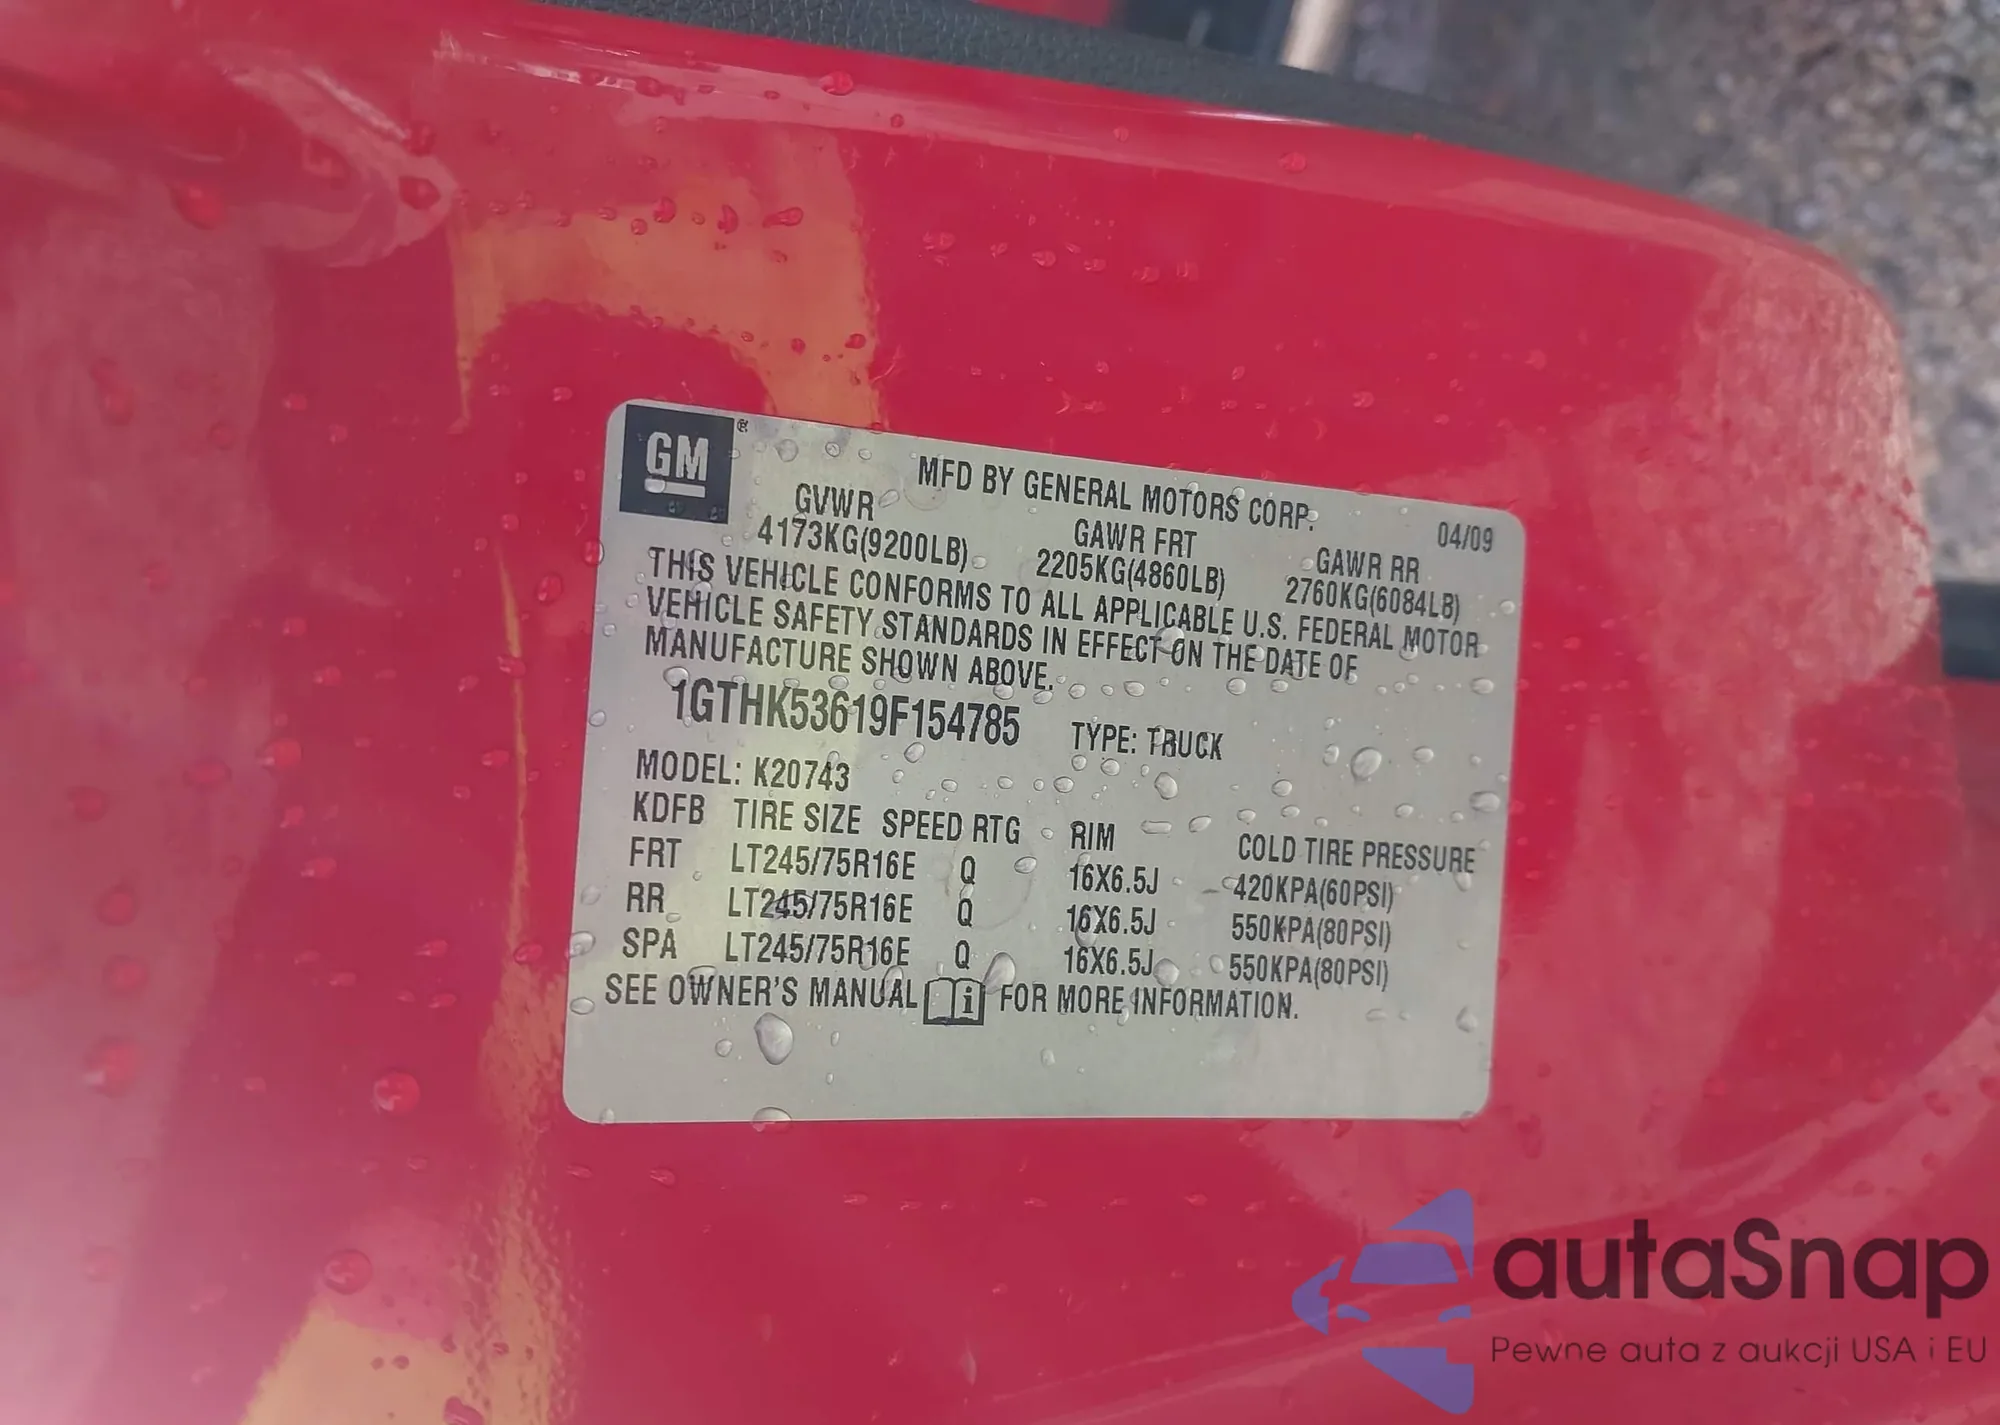 GM ®
MFD BY GENERAL MOTORS CORP.
04/09
GVWR GAWR FRT GAWR RR
4173KG(9200LB) 2205KG(4860LB) 2760KG(6084LB)
THIS VEHICLE CONFORMS TO ALL APPLICABLE U.S. FEDERAL MOTOR
VEHICLE SAFETY STANDARDS IN EFFECT ON THE DATE OF
MANUFACTURE SHOWN ABOVE.
1GTHK53619F154785 TYPE: TRUCK
MODEL: K20743
KDFB TIRE SIZE SPEED RTG RIM COLD TIRE PRESSURE
FRT LT245/75R16E Q 16X6.5J 420KPA(60PSI)
RR LT245/75R16E Q 16X6.5J 550KPA(80PSI)
SPA LT245/75R16E Q 16X6.5J 550KPA(80PSI)
SEE OWNER'S MANUAL i FOR MORE INFORMATION.
autaSnap
Pewne auta z aukcji USA i EU